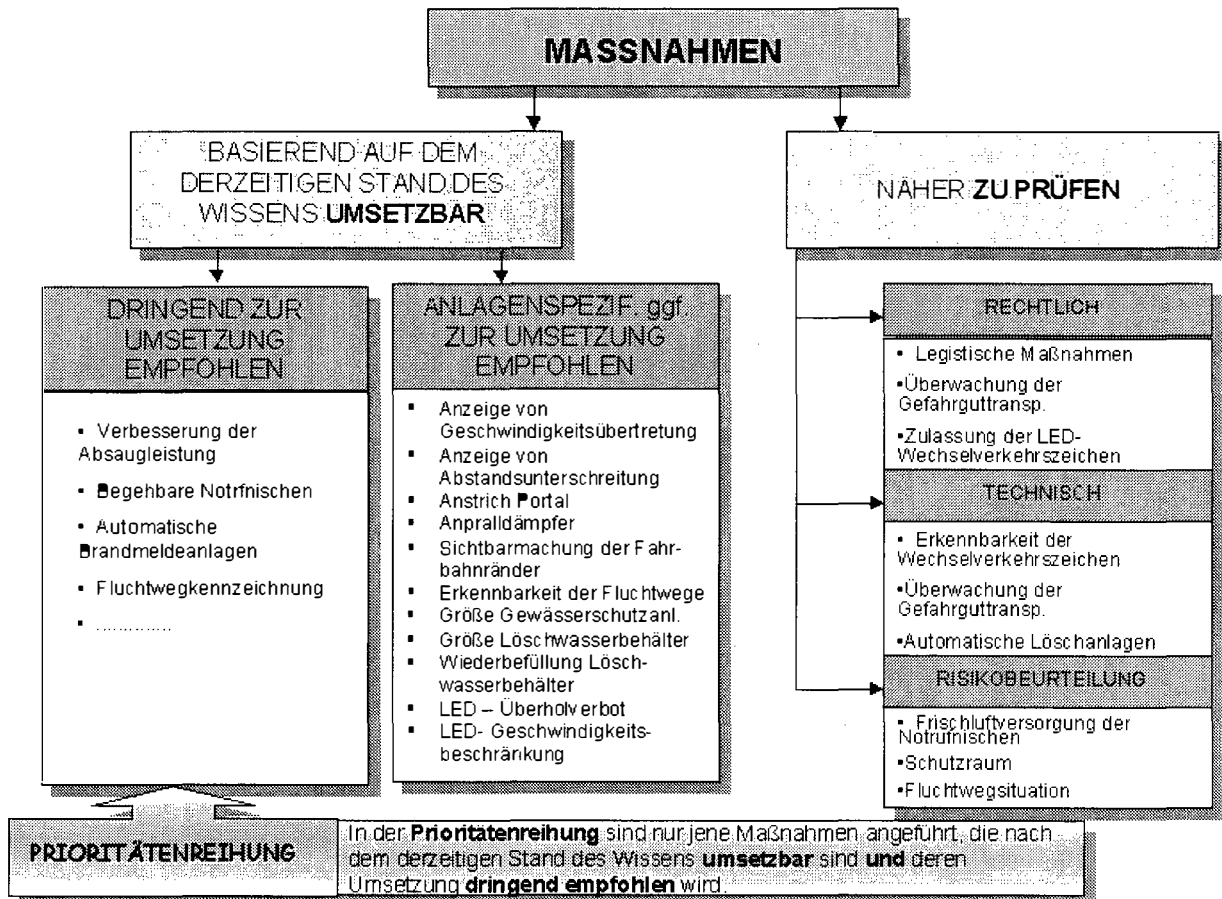 MASSNAHMEN
BASIEREND AUF DEM
DERZEITIGEN STAND DES
WISSENS UMSETZBAR
NÄHER ZU PRÜFEN
DRINGEND ZUR
UMSETZUNG
EMPFOHLEN
▪ Verbesserung der
Absaugleistung
▪ Begehbare Notrfnischen
▪ Automatische
Brandmeldeanlagen
▪ Fluchtwegkennzeichnung
▪ .............
ANLAGENSPEZIF. ggf.
ZUR UMSETZUNG
EMPFOHLEN
▪ Anzeige von
Geschwindigkeitsübertretung
▪ Anzeige von
Abstandsunterschreitung
▪ Anstrich Portal
▪ Anpralldämpfer
▪ Sichtbarmachung der Fahr-
bahnränder
▪ Erkennbarkeit der Fluchtwege
▪ Größe Gewässerschutzanl.
▪ Größe Löschwasserbehälter
▪ Wiederbefüllung Lösch-
wasserbehälter
▪ LED – Überholverbot
▪ LED- Geschwindigkeits-
beschränkung
RECHTLICH
▪ Legistische Maßnahmen
▪Überwachung der
Gefahrguttransp.
▪Zulassung der LED-
Wechselverkehrszeichen
TECHNISCH
▪ Erkennbarkeit der
Wechselverkehrszeichen
▪Überwachung der
Gefahrguttransp.
▪Automatische Löschanlagen
RISIKOBEURTEILUNG
▪ Frischluftversorgung der
Notrufnischen
▪Schutzraum
▪Fluchtwegsituation
PRIORITÄTENREIHUNG
In der Prioritätenreihung sind nur jene Maßnahmen angeführt, die nach
dem derzeitigen Stand des Wissens umsetzbar sind und deren
Umsetzung dringend empfohlen wird.